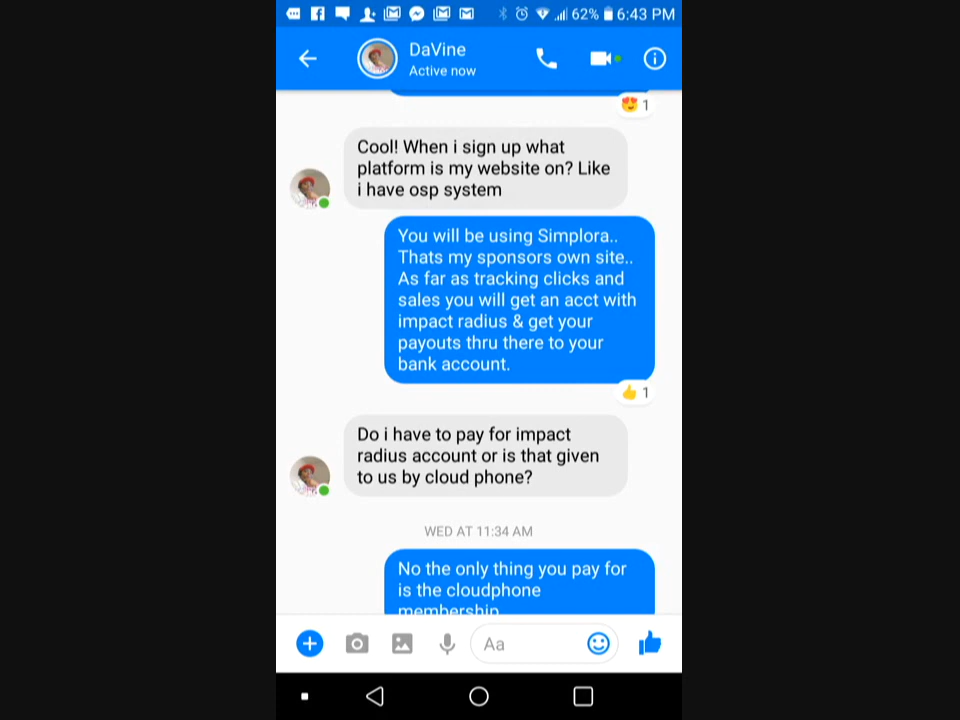 62% 6:43 PM
DaVine
Active now
1
Cool! When i sign up what
platform is my website on? Like
i have osp system
You will be using Simplora..
Thats my sponsors own site..
As far as tracking clicks and
sales you will get an acct with
impact radius & get your
payouts thru there to your
bank account.
1
Do i have to pay for impact
radius account or is that given
to us by cloud phone?
WED AT 11:34 AM
No the only thing you pay for
is the cloudphone
membership
Aa